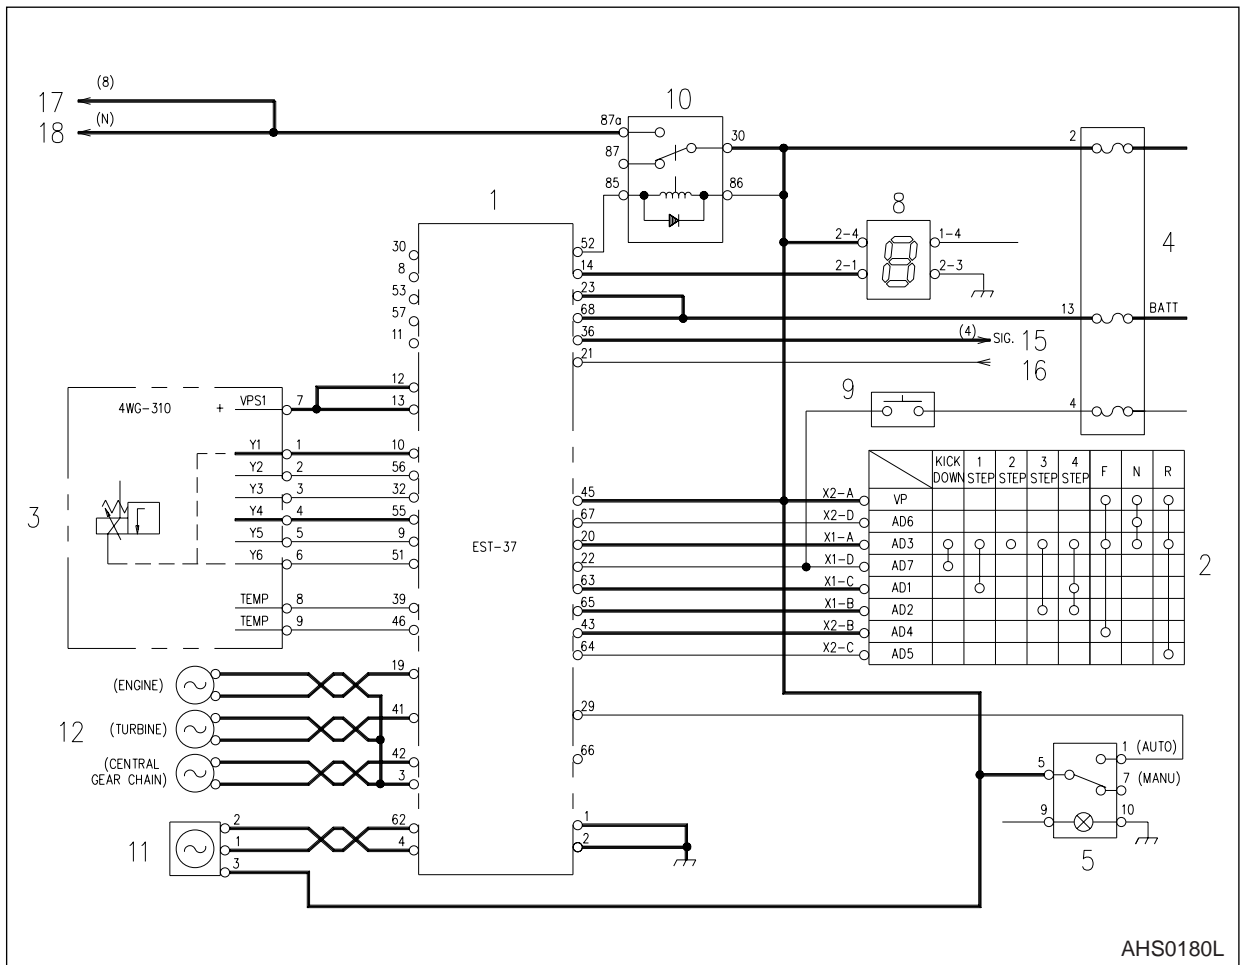 17 (8)
18 (N)
10
87a
87
85
30
86
2
1
8
4
2-4
1-4
2-1
2-3
30
8
53
57
11
52
14
23
68
36
21
13 BATT
(4) SIG. 15
16
9
4
12
13
3
4WG-310 + VPS1 7
Y1 1 10
Y2 2 56
Y3 3 32
Y4 4 55
Y5 5 9
Y6 6 51
TEMP 8 39
TEMP 9 46
EST-37
2
KICK DOWN 1 STEP 2 STEP 3 STEP 4 STEP F N R
45 X2-A VP
67 X2-D AD6
20 X1-A AD3
22 X1-D AD7
63 X1-C AD1
65 X1-B AD2
43 X2-B AD4
64 X2-C AD5
12
(ENGINE) 19
(TURBINE) 41
(CENTRAL
GEAR CHAIN) 42
3
29
66
5 1 (AUTO)
7 (MANU)
9 10
5
11
2 62
1 4
3
1
2
AHS0180L